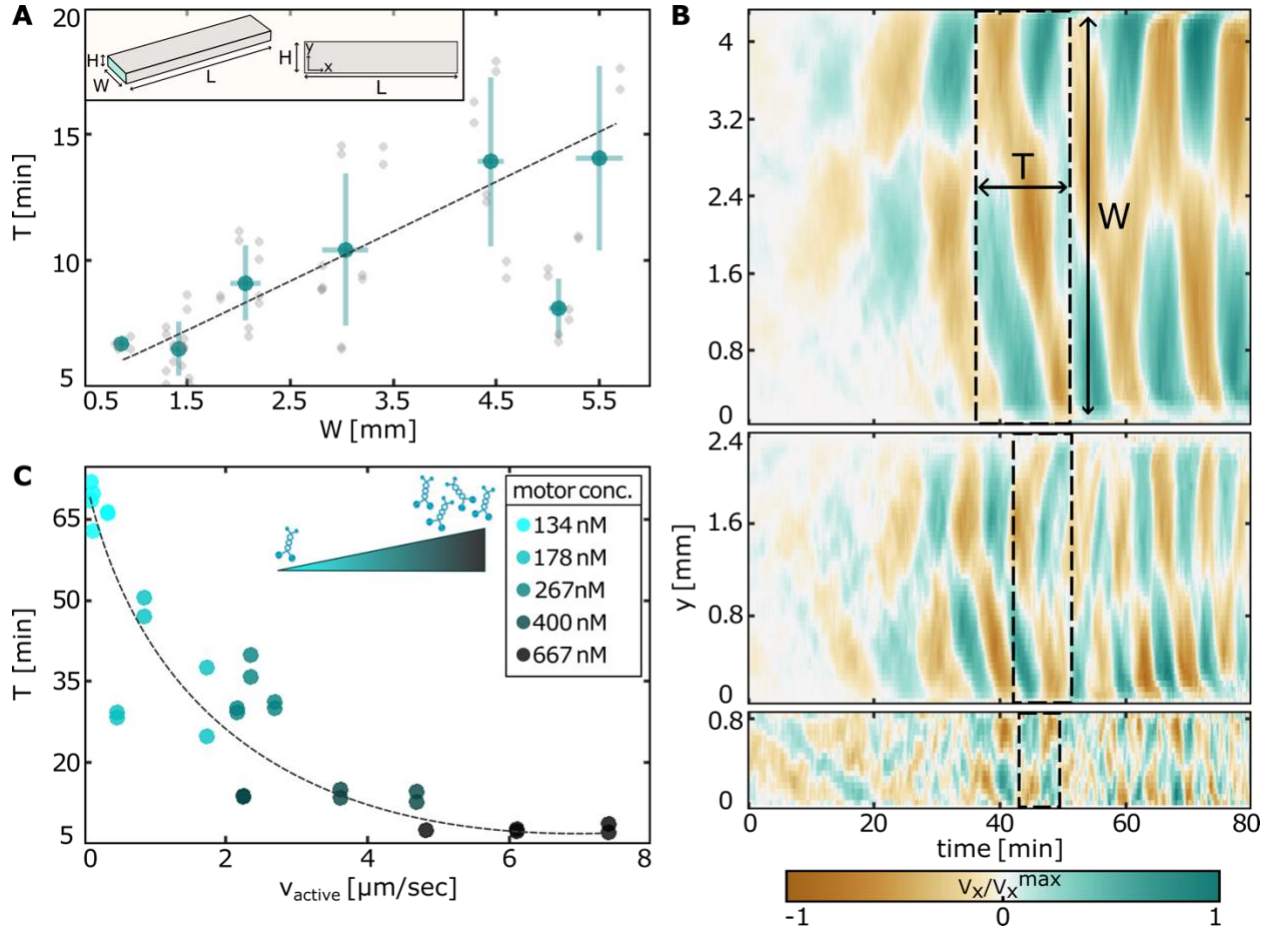 A
20
15
10
5
T [min]
0.5 1.5 2.5 3.5 4.5 5.5
W [mm]
H
W
L
H
y
x
L
B
4
3.2
2.4
1.6
0.8
0
T
W
2.4
1.6
0.8
0
y [mm]
0.8
0
0 20 40 60 80
time [min]
Vx/Vxmax
-1 0 1
C
65
50
35
20
5
T [min]
0 2 4 6 8
vactive [µm/sec]
motor conc.
134 nM
178 nM
267nM
400 nM
667 nM